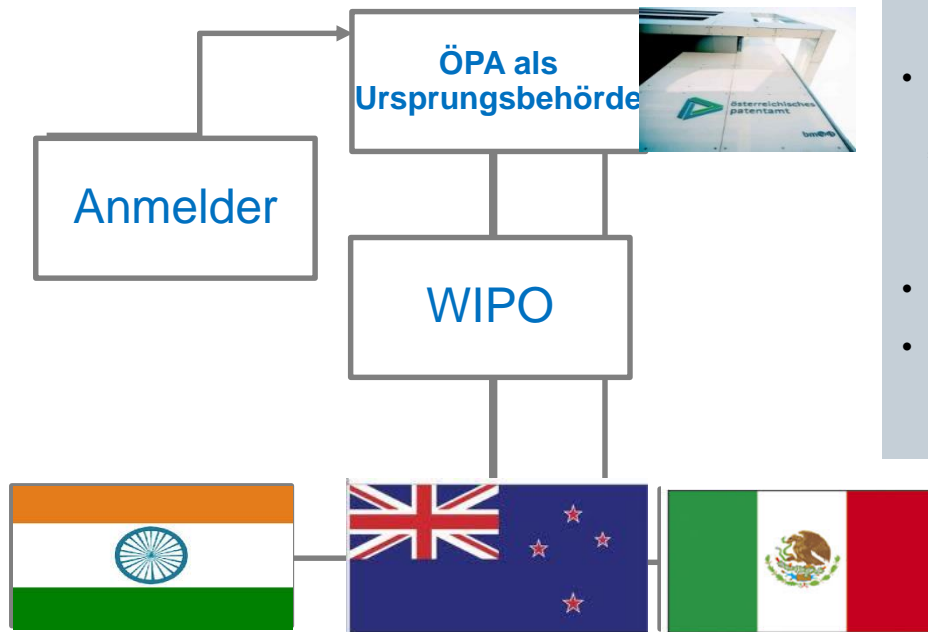 ÖPA als
Ursprungsbehörde
österreichisches
patentamt
Anmelder
WIPO